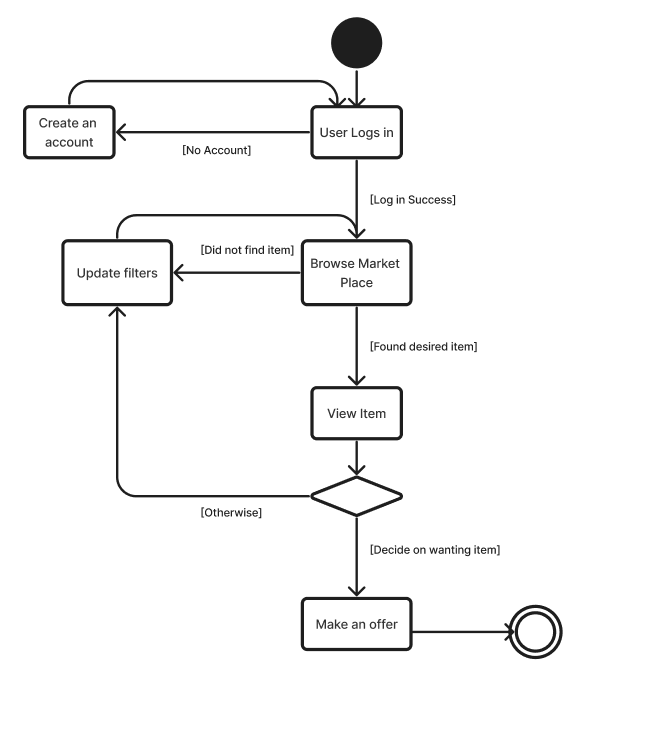 Create an
account
User Logs in
[No Account]
[Log in Success]
[Did not find item]
Update filters
Browse Market
Place
[Found desired item]
View Item
[Otherwise]
[Decide on wanting item]
Make an offer